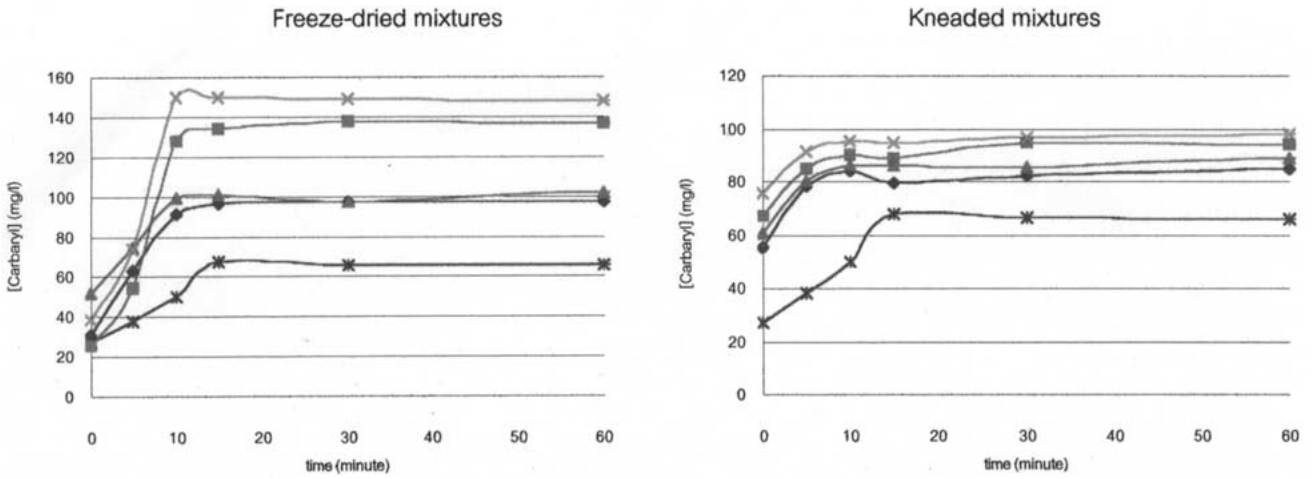 Freeze-dried mixtures
[Carbaryl] (mg/l)
160
140
120
100
80
60
40
20
0
0 10 20 30 40 50 60
time (minute)
Kneaded mixtures
[Carbaryl] (mg/l)
120
100
80
60
40
20
0
0 10 20 30 40 50 60
time (minute)